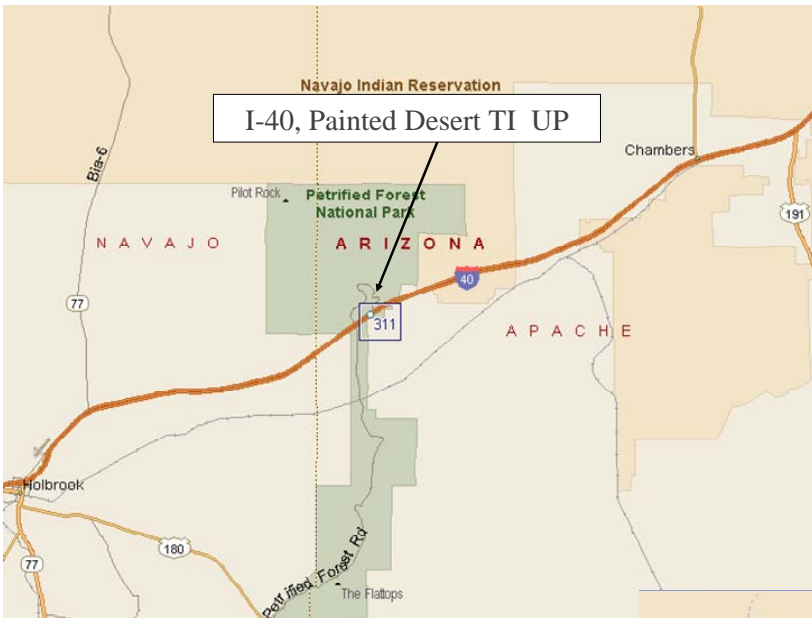 Navajo Indian Reservation
I-40, Painted Desert TI  UP
Bia-6
Chambers
Pilot Rock
Petrified Forest
National Park
191
NAVAJO
ARIZONA
40
77
311
APACHE
Holbrook
180
77
Petrified Forest Rd
The Flattops